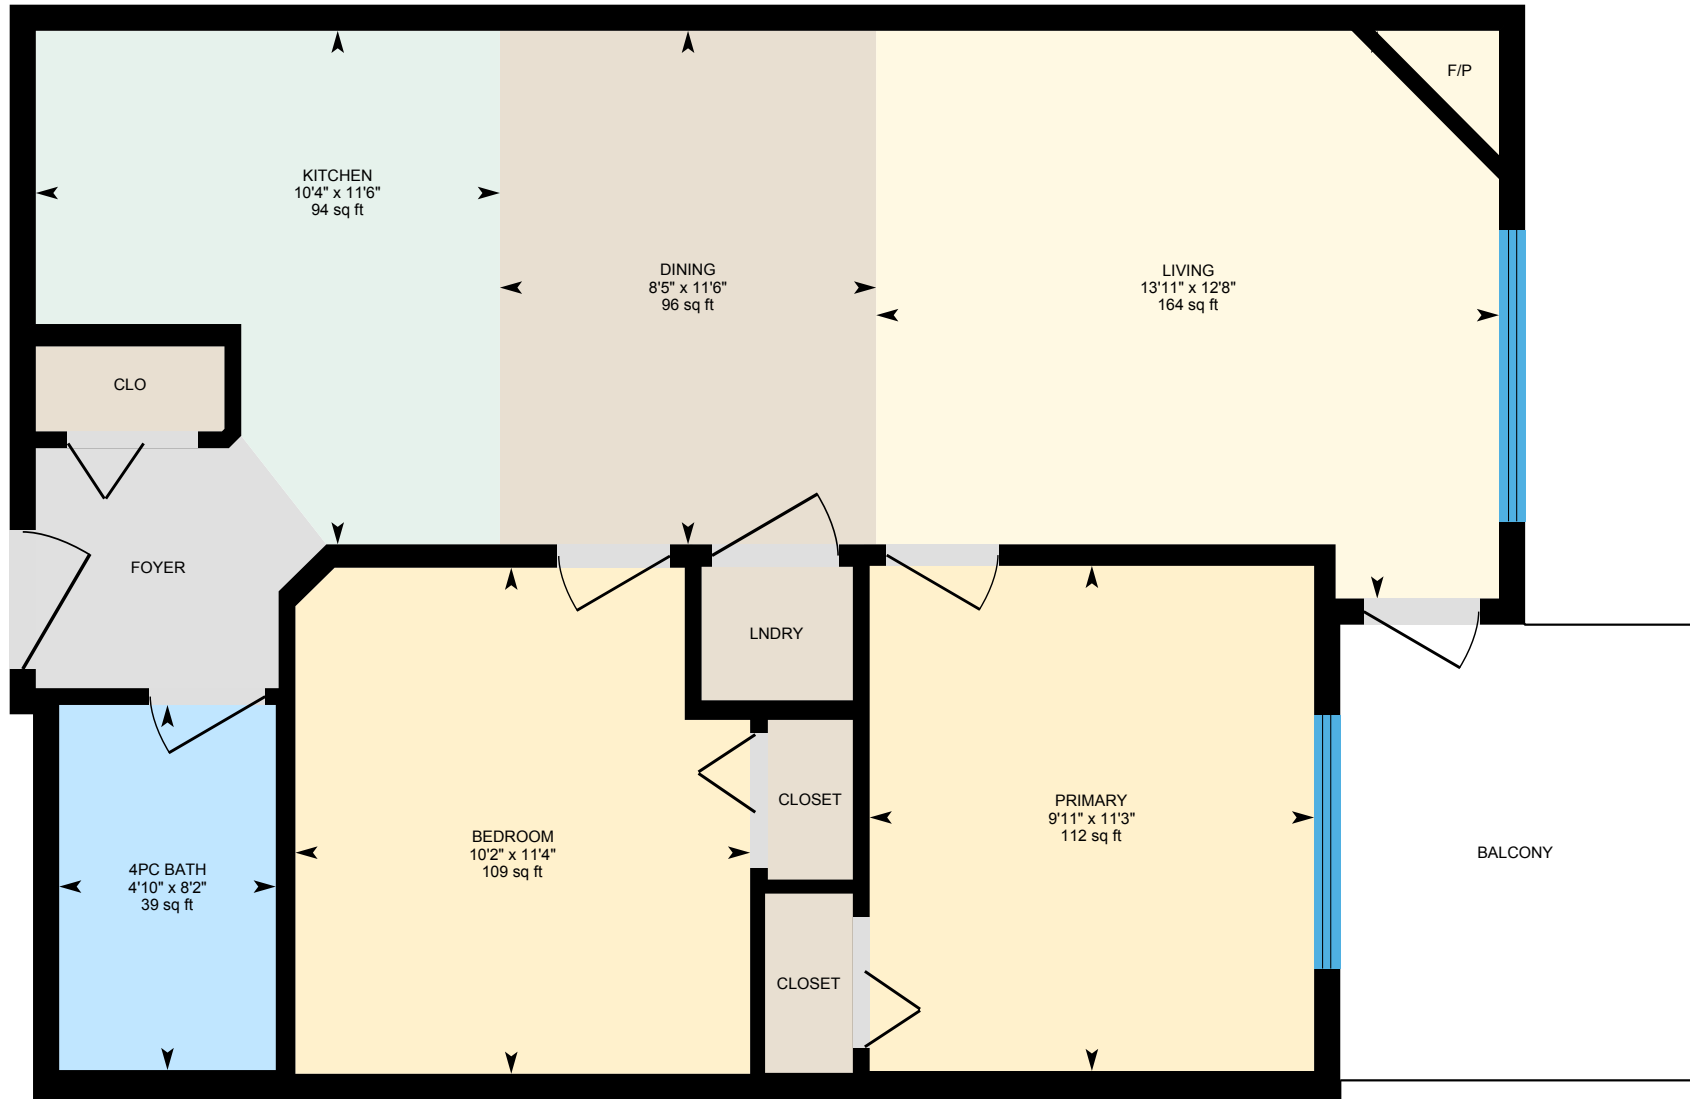 F/P
KITCHEN
10'4" x 11'6"
94 sq ft
DINING
8'5" x 11'6"
96 sq ft
LIVING
13'11" x 12'8"
164 sq ft
CLO
FOYER
LNDRY
CLOSET
PRIMARY
9'11" x 11'3"
112 sq ft
BEDROOM
10'2" x 11'4"
109 sq ft
BALCONY
4PC BATH
4'10" x 8'2"
39 sq ft
CLOSET